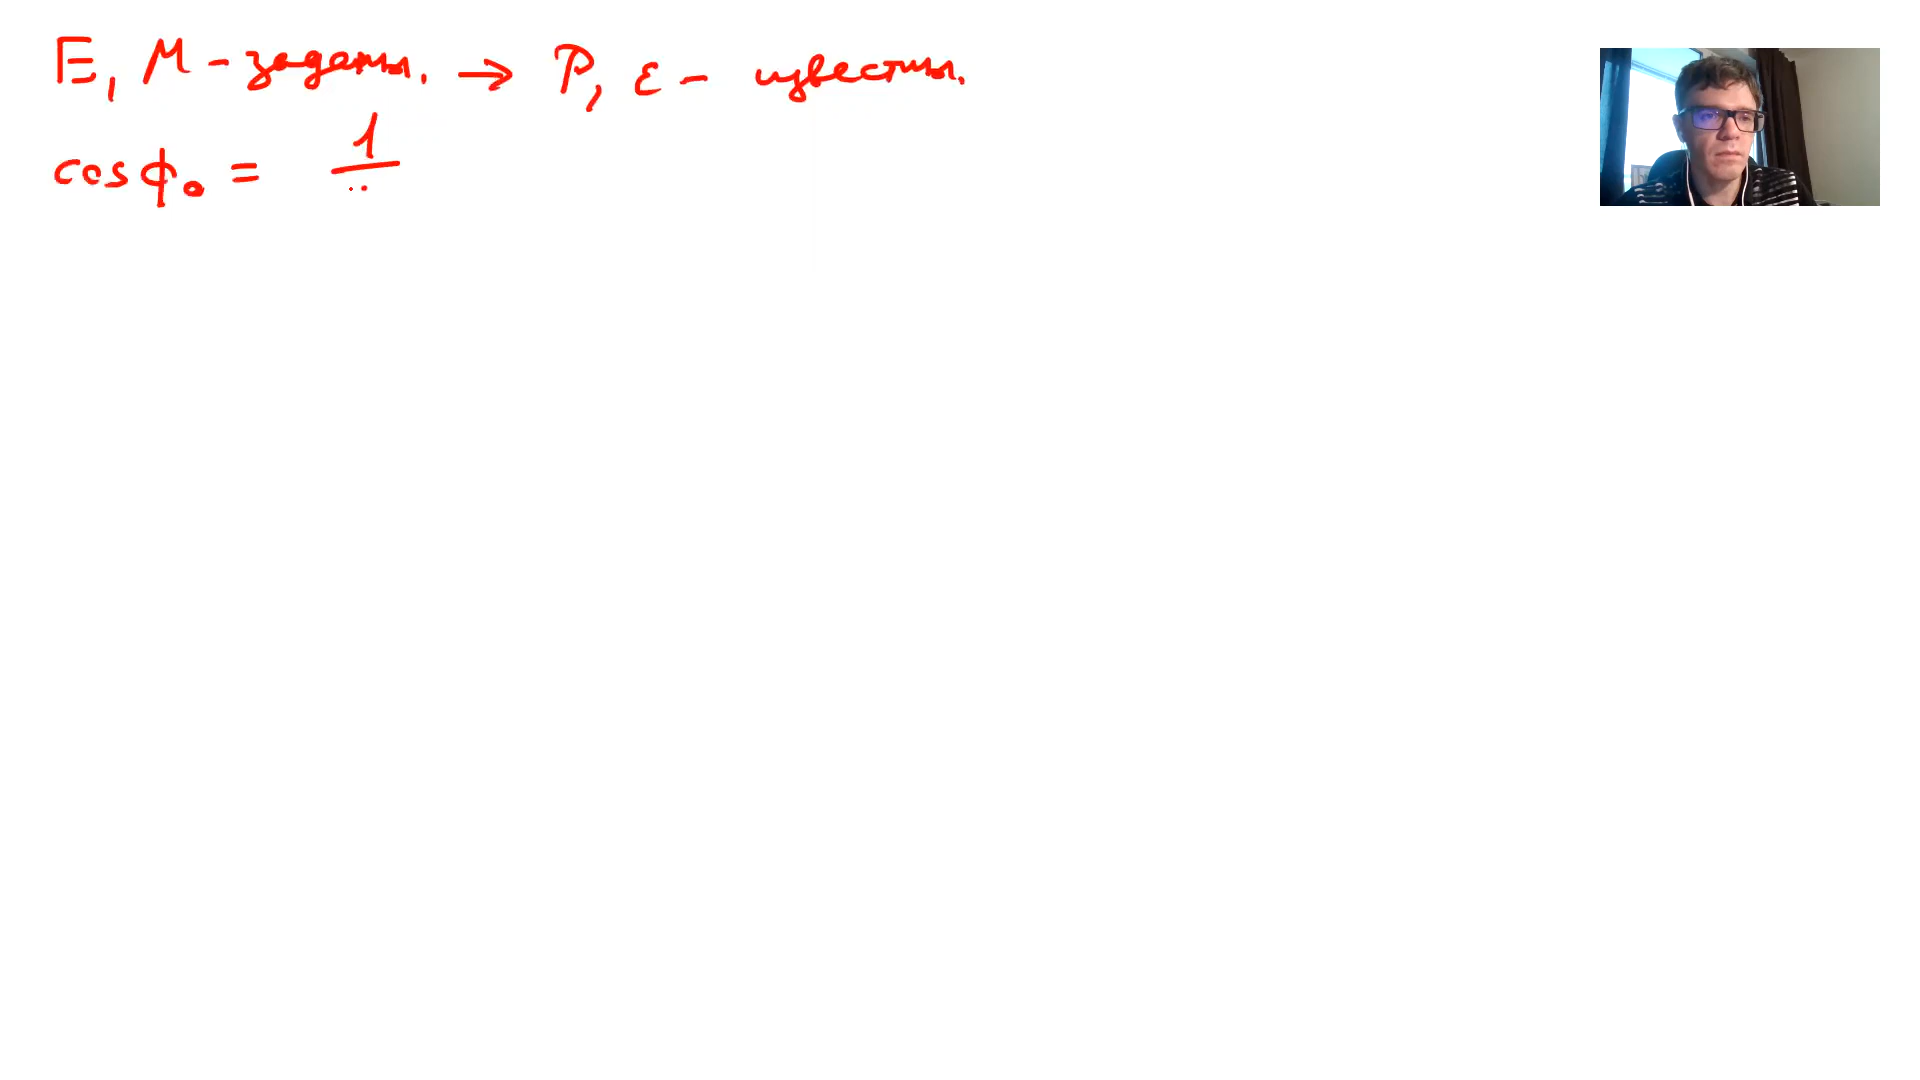 E, M - заданы. → P, ε - известны.
cos φ₀ = 1/